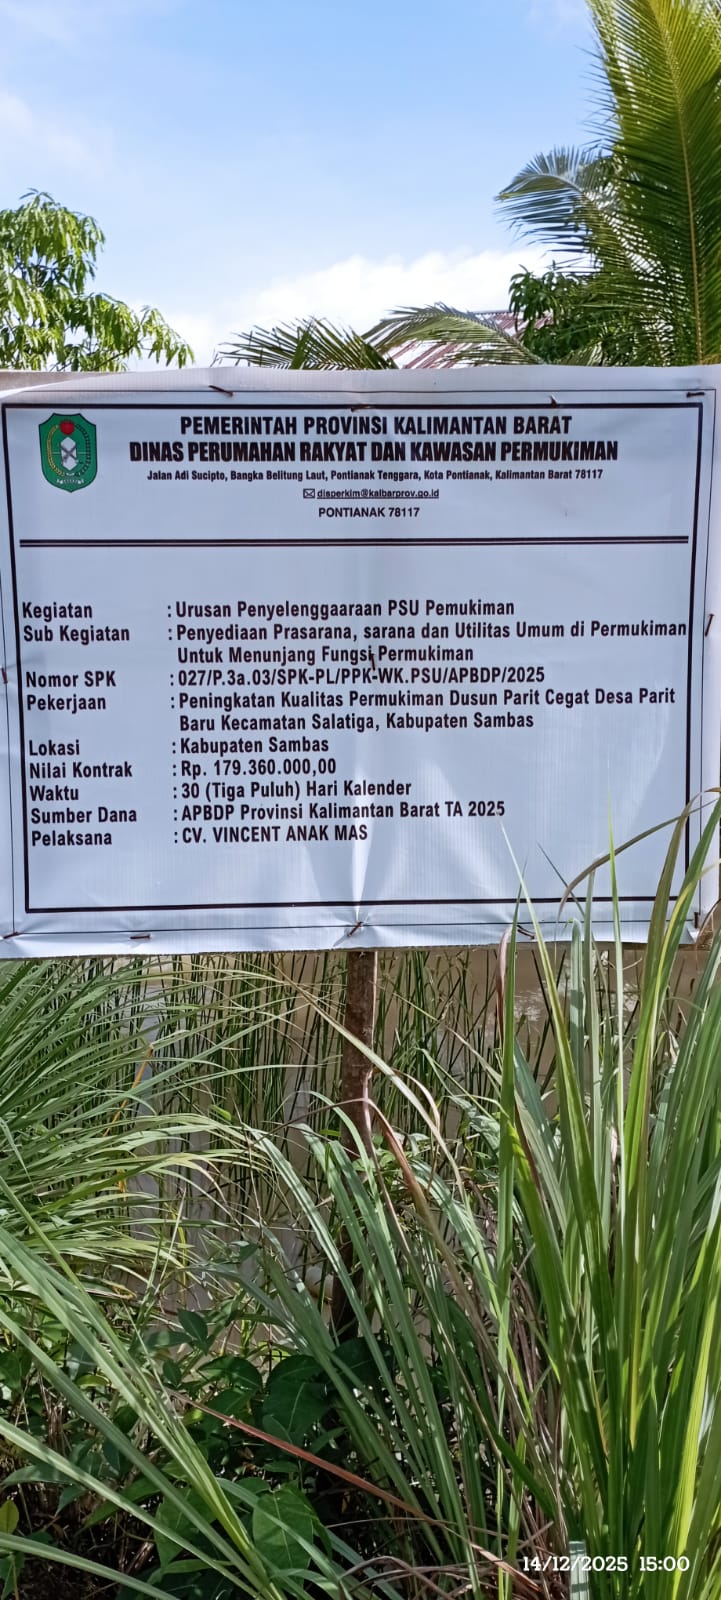 PEMERINTAH PROVINSI KALIMANTAN BARAT
DINAS PERUMAHAN RAKYAT DAN KAWASAN PERMUKIMAN
Jalan Adi Sucipto, Bangka Belitung Laut, Pontianak Tenggara, Kota Pontianak, Kalimantan Barat 78117
disperkim@kalbarprov.go.id
PONTIANAK 78117
Kegiatan : Urusan Penyelenggaaraan PSU Pemukiman
Sub Kegiatan : Penyediaan Prasarana, sarana dan Utilitas Umum di Permukiman
Untuk Menunjang Fungsi Permukiman
Nomor SPK : 027/P.3a.03/SPK-PL/PPK-WK.PSU/APBDP/2025
Pekerjaan : Peningkatan Kualitas Permukiman Dusun Parit Cegat Desa Parit
Baru Kecamatan Salatiga, Kabupaten Sambas
Lokasi : Kabupaten Sambas
Nilai Kontrak : Rp. 179.360.000,00
Waktu : 30 (Tiga Puluh) Hari Kalender
Sumber Dana : APBDP Provinsi Kalimantan Barat TA 2025
Pelaksana : CV. VINCENT ANAK MAS
14/12/2025 15:00